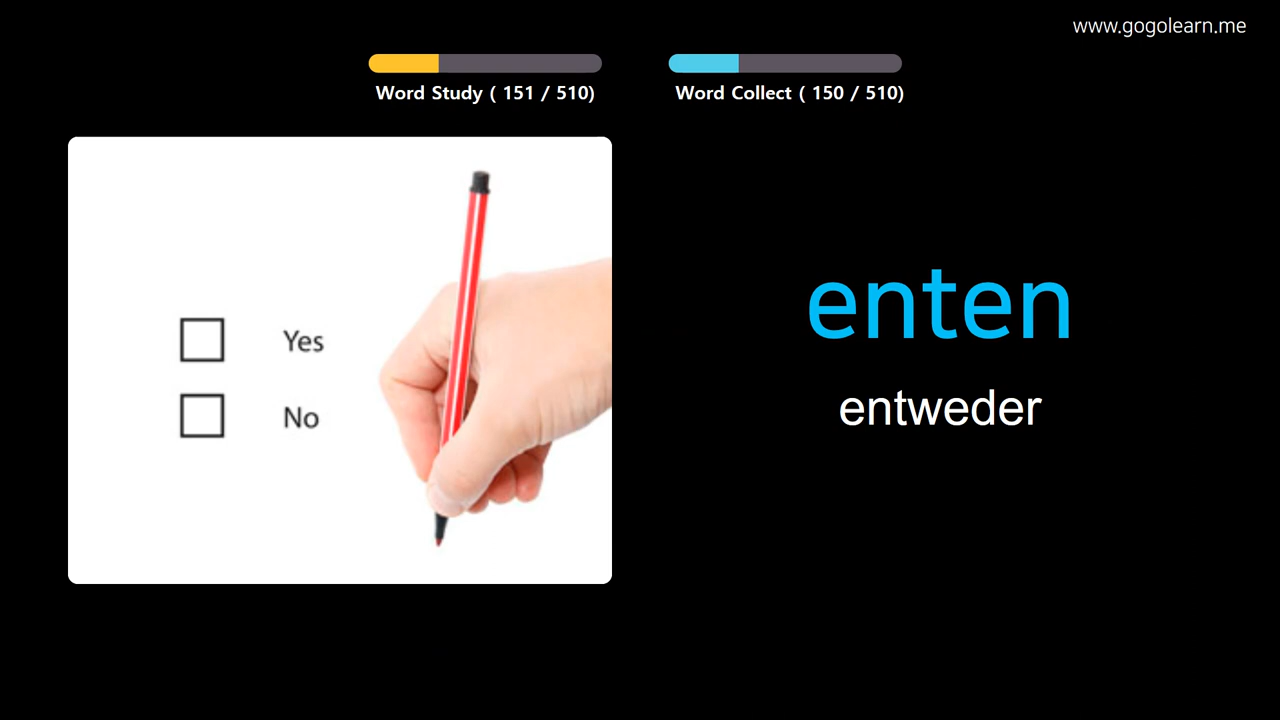 www.gogolearn.me
Word Study ( 151 / 510)
Word Collect ( 150 / 510)
Yes
No
enten
entweder